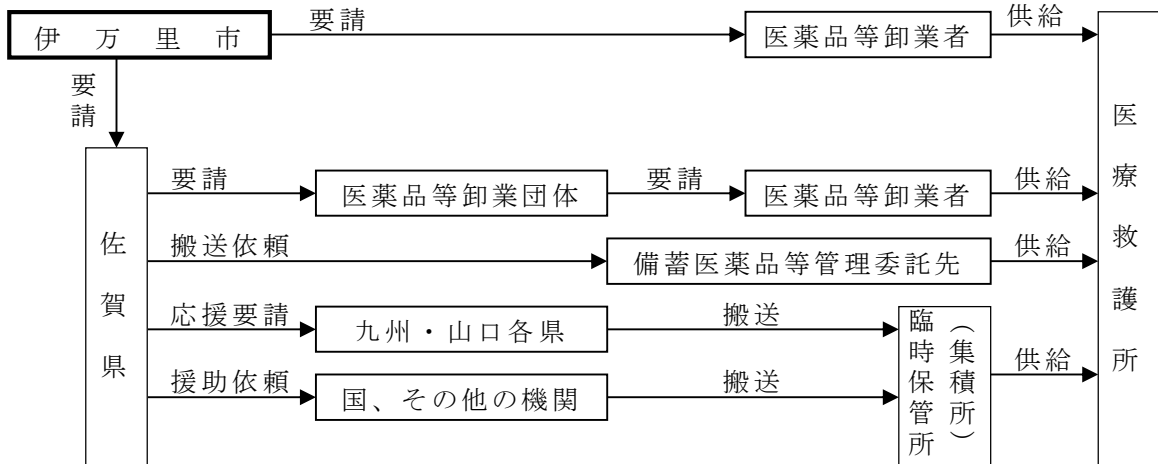 伊万里市
要請
医薬品等卸業者
供給
要請
佐賀県
要請
医薬品等卸業団体
要請
医薬品等卸業者
供給
搬送依頼
備蓄医薬品等管理委託先
供給
応援要請
九州・山口各県
搬送
援助依頼
国、その他の機関
搬送
臨時保管所
（集積所）
供給
医療救護所